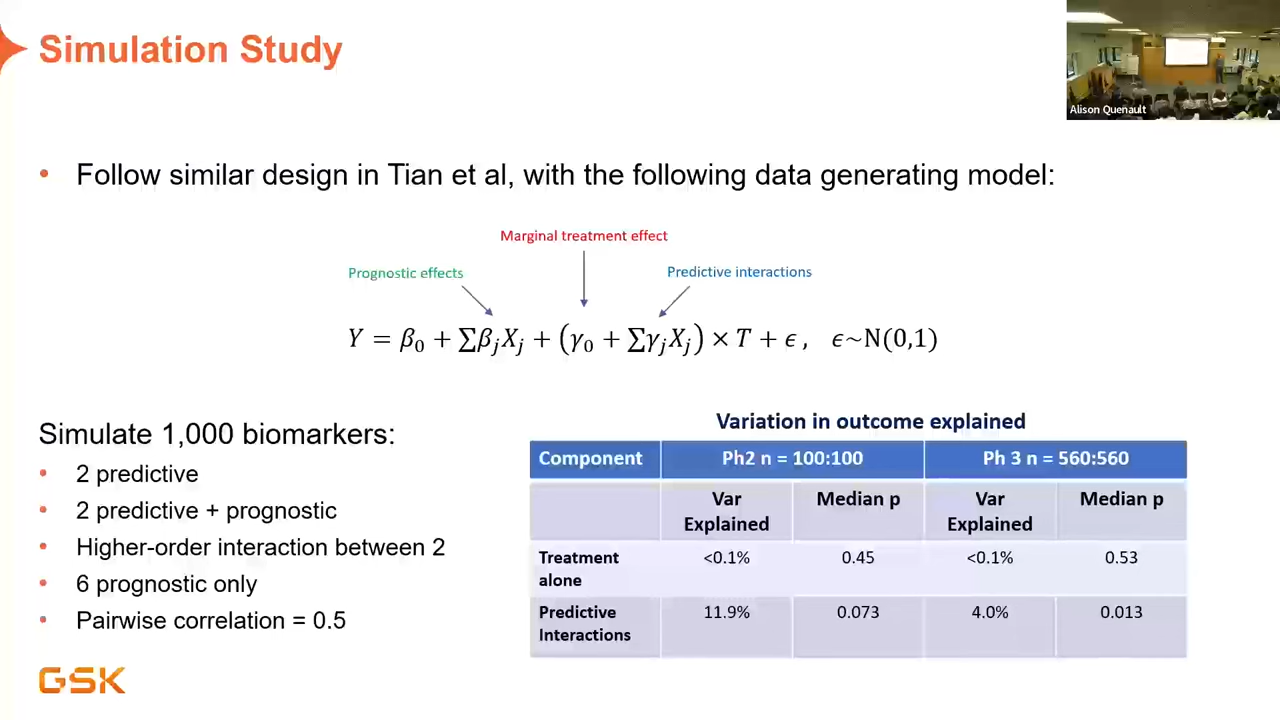 Simulation Study
Alison Quenault
• Follow similar design in Tian et al, with the following data generating model:
Marginal treatment effect
Prognostic effects
Predictive interactions
Y = β₀ + ∑βⱼXⱼ + (γ₀ + ∑γⱼXⱼ) × T + ϵ , ϵ~N(0,1)
Simulate 1,000 biomarkers:
• 2 predictive
• 2 predictive + prognostic
• Higher-order interaction between 2
• 6 prognostic only
• Pairwise correlation = 0.5
Variation in outcome explained
Component Ph2 n = 100:100 Ph 3 n = 560:560
Var Explained Median p Var Explained Median p
Treatment alone <0.1% 0.45 <0.1% 0.53
Predictive Interactions 11.9% 0.073 4.0% 0.013
GSK